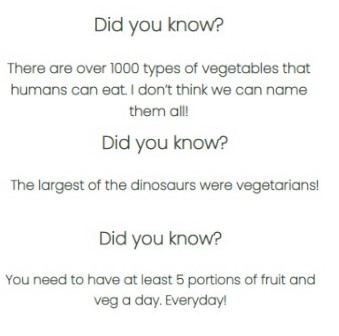 Did you know?
There are over 1000 types of vegetables that
humans can eat. I don't think we can name
them all!
Did you know?
The largest of the dinosaurs were vegetarians!
Did you know?
You need to have at least 5 portions of fruit and
veg a day. Everyday!